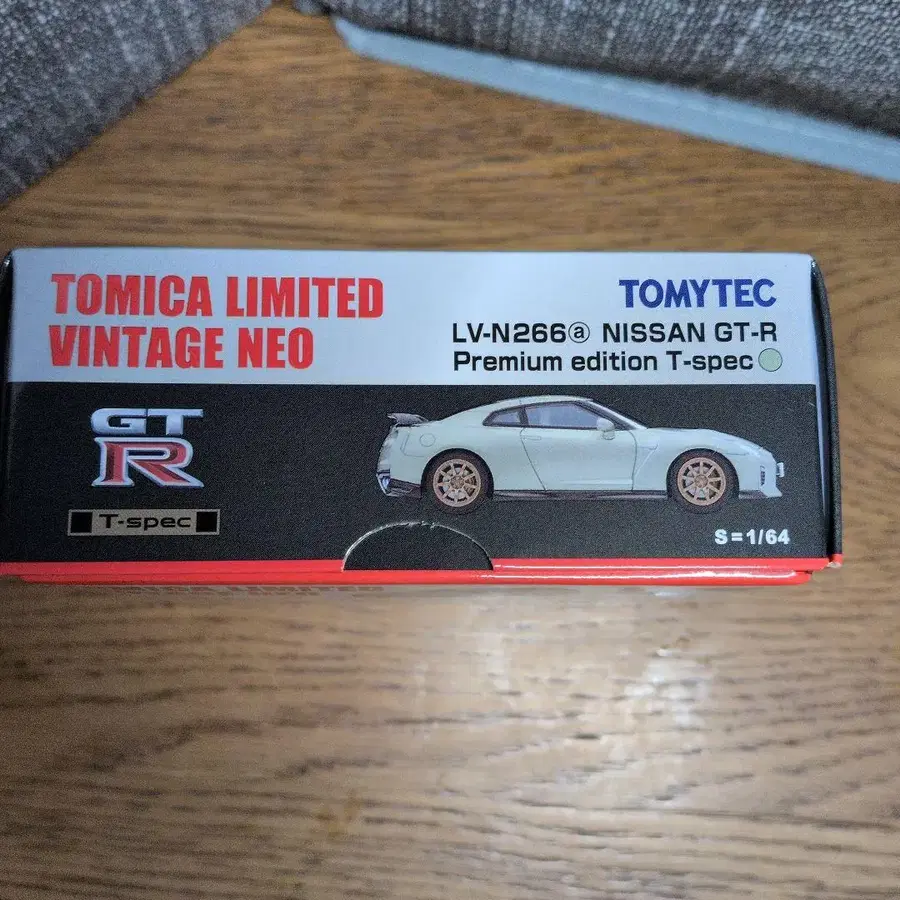 TOMICA LIMITED
VINTAGE NEO
TOMYTEC
LV-N266ⓐ NISSAN GT-R
Premium edition T-spec
GT
R
T-spec
S=1/64